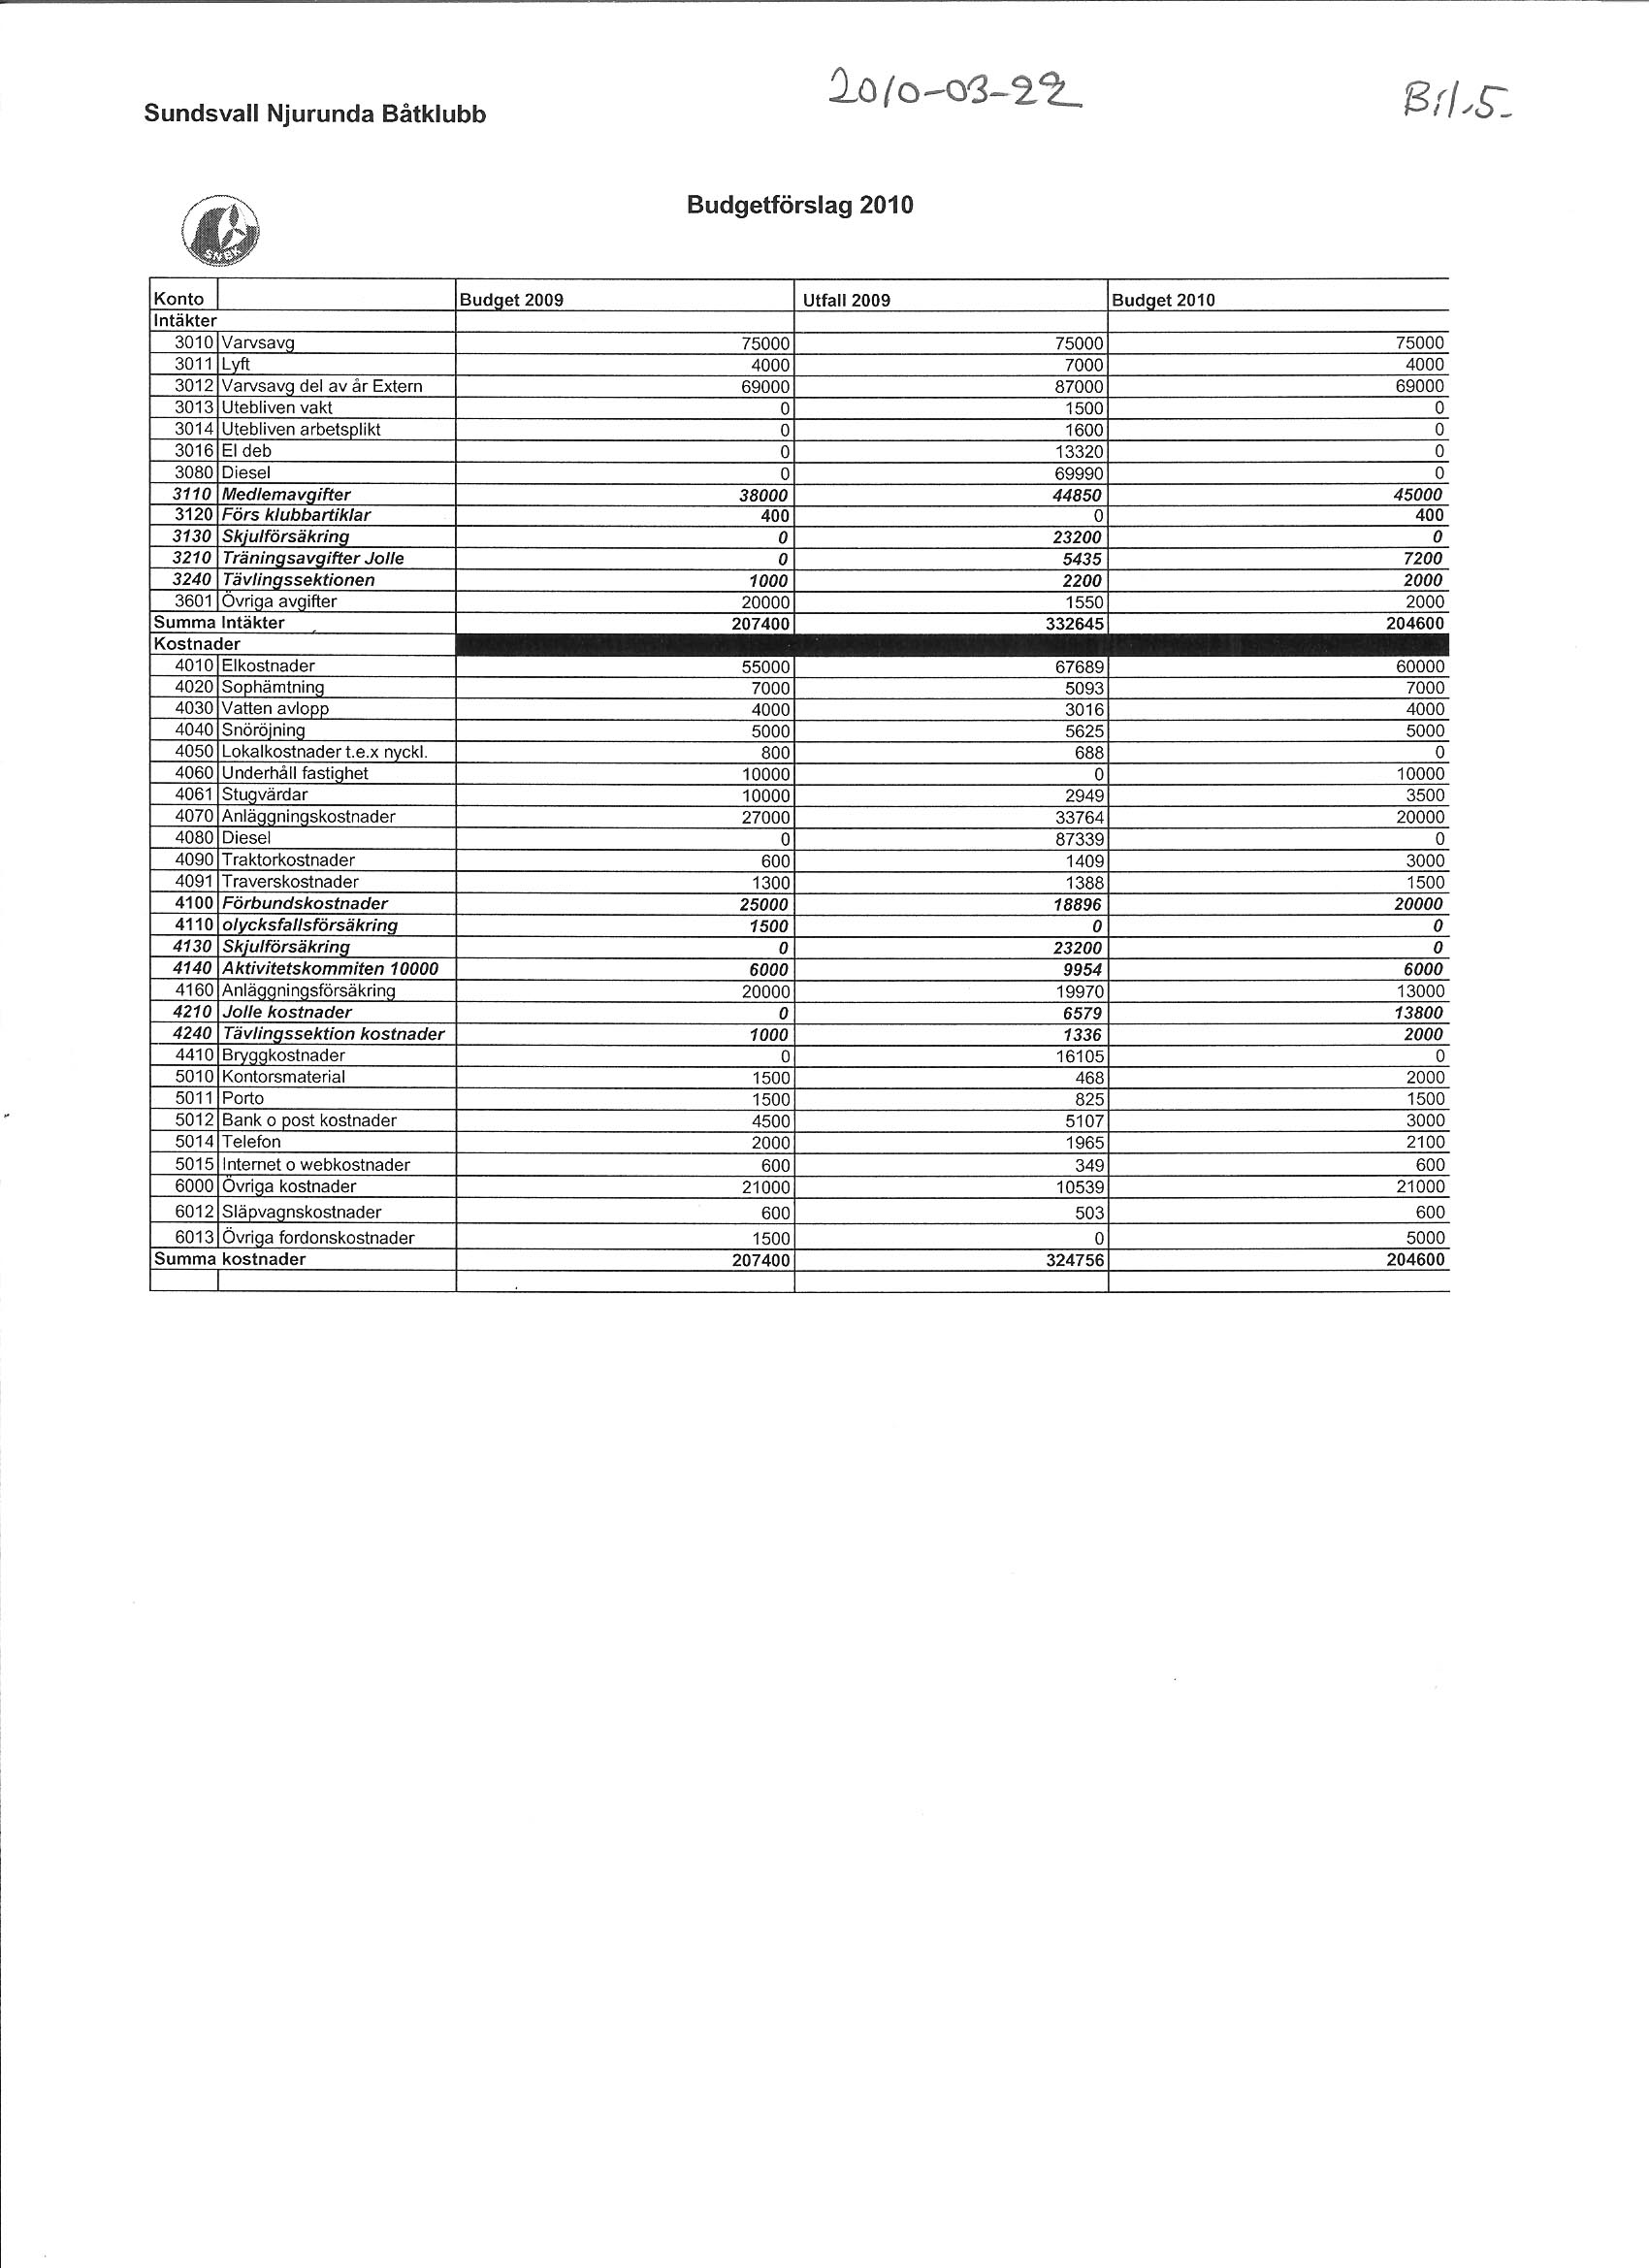 2010-03-22
Bil.5-
Sundsvall Njurunda Båtklubb
Budgetförslag 2010
SNBK
Konto Budget 2009 Utfall 2009 Budget 2010
Intäkter
3010 Varvsavg 75000 75000 75000
3011 Lyft 4000 7000 4000
3012 Varvsavg del av år Extern 69000 87000 69000
3013 Utebliven vakt 0 1500 0
3014 Utebliven arbetsplikt 0 1600 0
3016 El deb 0 13320 0
3080 Diesel 0 69990 0
3110 Medlemavgifter 38000 44850 45000
3120 Förs klubbartiklar 400 0 400
3130 Skjulförsäkring 0 23200 0
3210 Träningsavgifter Jolle 0 5435 7200
3240 Tävlingssektionen 1000 2200 2000
3601 Övriga avgifter 20000 1550 2000
Summa Intäkter 207400 332645 204600
Kostnader
4010 Elkostnader 55000 67689 60000
4020 Sophämtning 7000 5093 7000
4030 Vatten avlopp 4000 3016 4000
4040 Snöröjning 5000 5625 5000
4050 Lokalkostnader t.e.x nyckl. 800 688 0
4060 Underhåll fastighet 10000 0 10000
4061 Stugvärdar 10000 2949 3500
4070 Anläggningskostnader 27000 33764 20000
4080 Diesel 0 87339 0
4090 Traktorkostnader 600 1409 3000
4091 Traverskostnader 1300 1388 1500
4100 Förbundskostnader 25000 18896 20000
4110 olycksfallsförsäkring 1500 0 0
4130 Skjulförsäkring 0 23200 0
4140 Aktivitetskommiten 10000 6000 9954 6000
4160 Anläggningsförsäkring 20000 19970 13000
4210 Jolle kostnader 0 6579 13800
4240 Tävlingssektion kostnader 1000 1336 2000
4410 Bryggkostnader 0 16105 0
5010 Kontorsmaterial 1500 468 2000
5011 Porto 1500 825 1500
5012 Bank o post kostnader 4500 5107 3000
5014 Telefon 2000 1965 2100
5015 Internet o webkostnader 600 349 600
6000 Övriga kostnader 21000 10539 21000
6012 Släpvagnskostnader 600 503 600
6013 Övriga fordonskostnader 1500 0 5000
Summa kostnader 207400 324756 204600